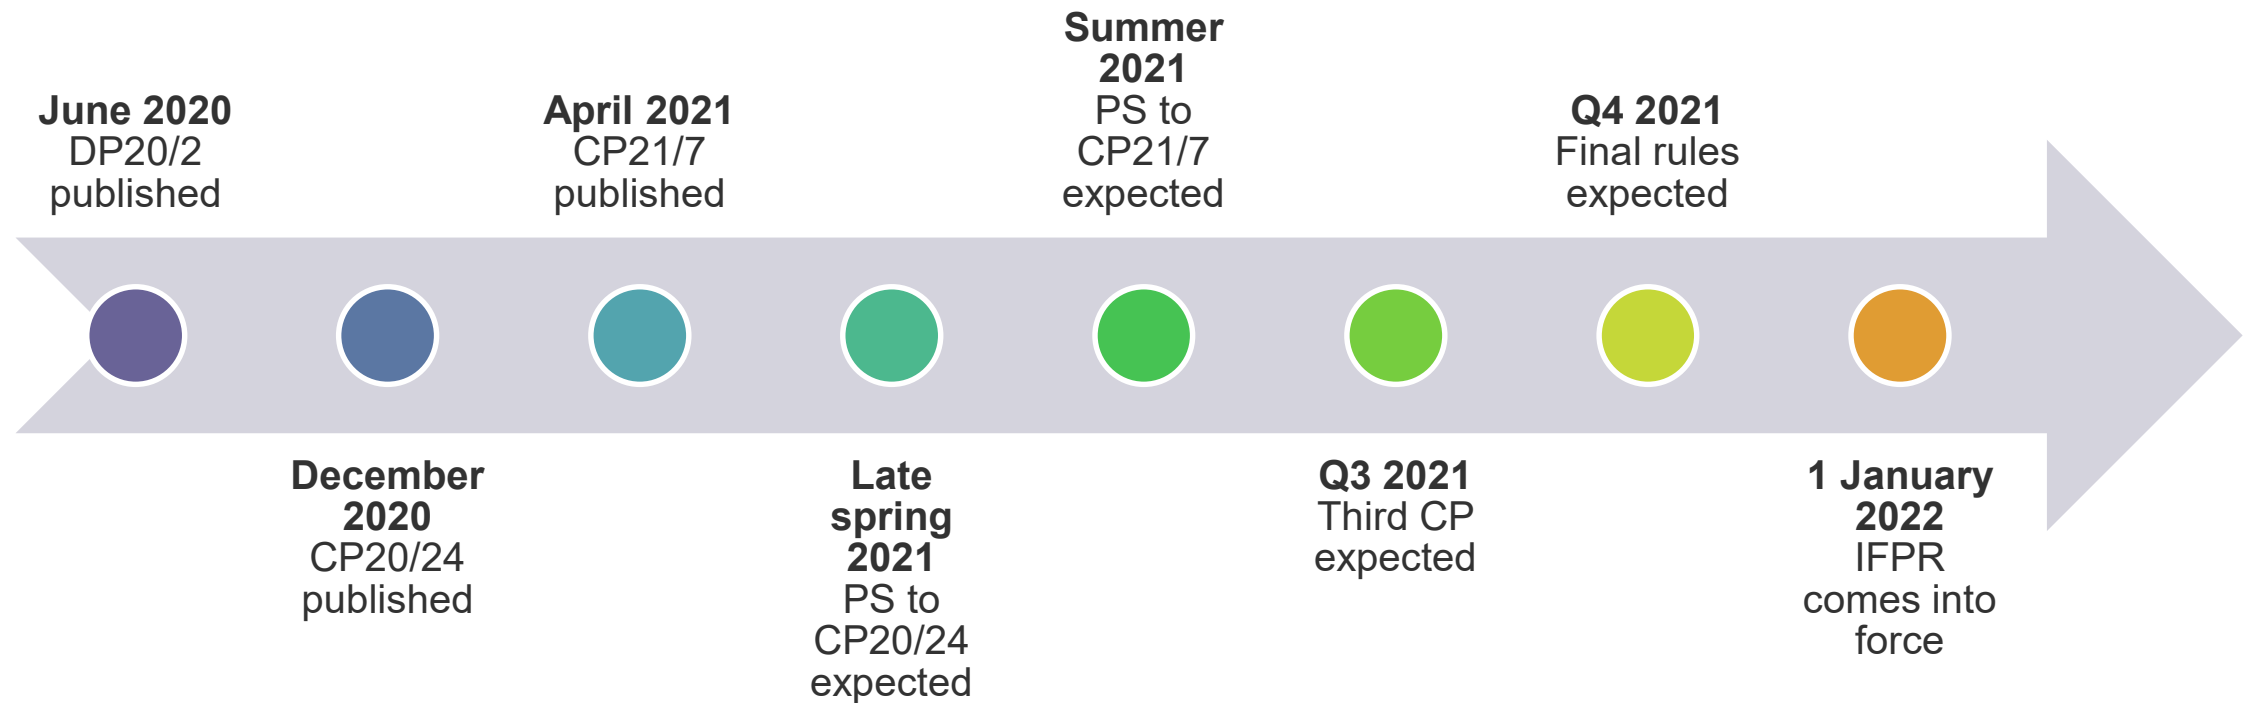 June 2020
DP20/2
published
December
2020
CP20/24
published
April 2021
CP21/7
published
Late
spring
2021
PS to
CP20/24
expected
Summer
2021
PS to
CP21/7
expected
Q3 2021
Third CP
expected
Q4 2021
Final rules
expected
1 January
2022
IFPR
comes into
force